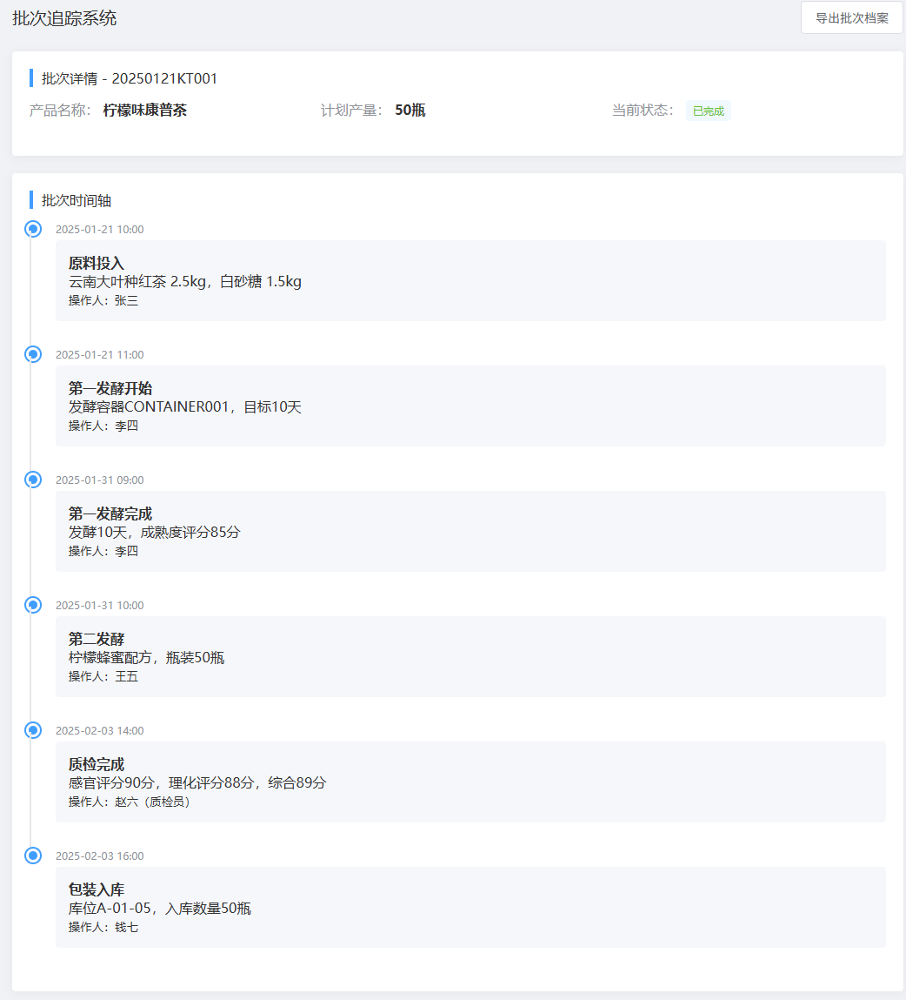 批次追踪系统
导出批次档案
批次详情 - 20250121KT001
产品名称： 柠檬味康普茶 计划产量： 50瓶 当前状态： 已完成
批次时间轴
2025-01-21 10:00
原料投入
云南大叶种红茶 2.5kg，白砂糖 1.5kg
操作人：张三
2025-01-21 11:00
第一发酵开始
发酵容器CONTAINER001，目标10天
操作人：李四
2025-01-31 09:00
第一发酵完成
发酵10天，成熟度评分85分
操作人：李四
2025-01-31 10:00
第二发酵
柠檬蜂蜜配方，瓶装50瓶
操作人：王五
2025-02-03 14:00
质检完成
感官评分90分，理化评分88分，综合89分
操作人：赵六（质检员）
2025-02-03 16:00
包装入库
库位A-01-05，入库数量50瓶
操作人：钱七